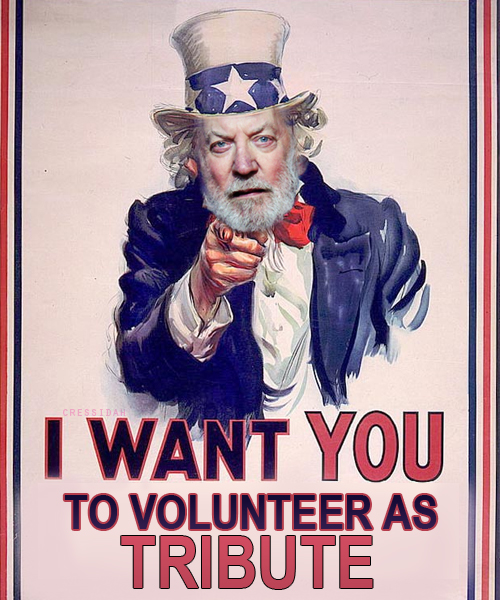 CRESSIDAH
I WANT YOU
TO VOLUNTEER AS
TRIBUTE